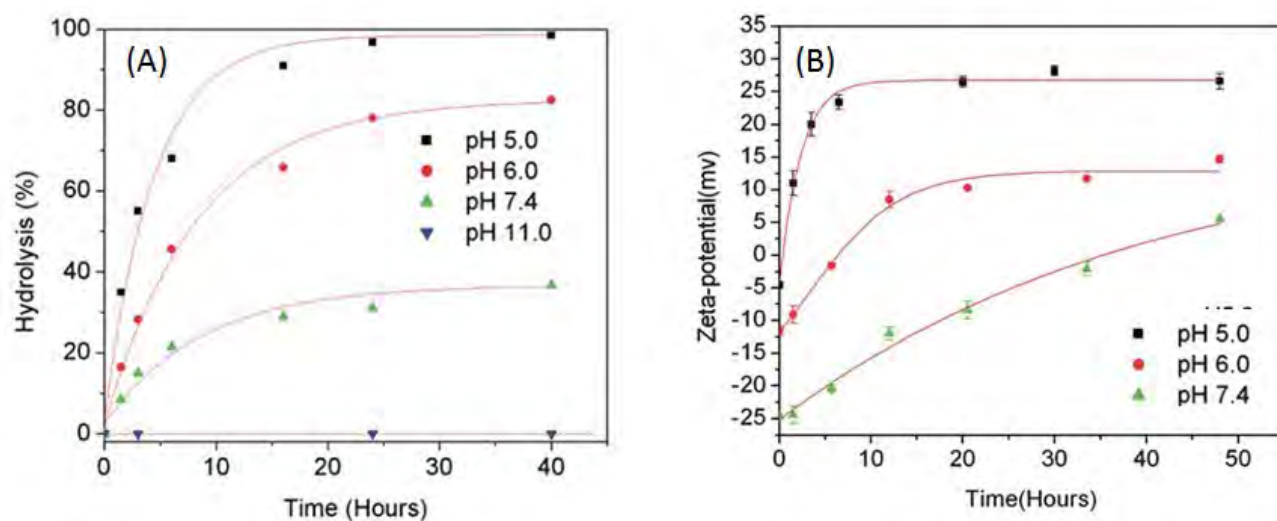 (A)
Hydrolysis (%)
100
80
60
40
20
0
pH 5.0
pH 6.0
pH 7.4
pH 11.0
0 10 20 30 40
Time (Hours)
(B)
Zeta-potential(mv)
35
30
25
20
15
10
5
0
-5
-10
-15
-20
-25
pH 5.0
pH 6.0
pH 7.4
0 10 20 30 40 50
Time(Hours)